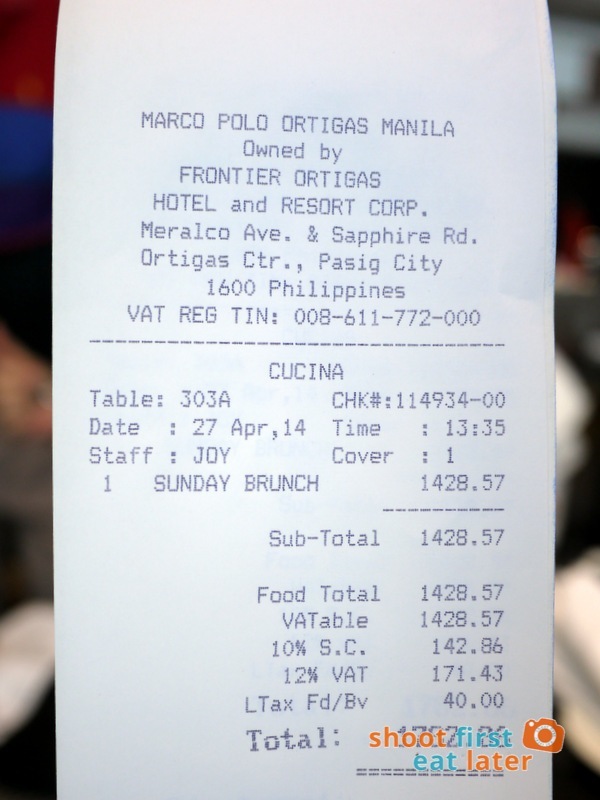 MARCO POLO ORTIGAS MANILA
Owned by
FRONTIER ORTIGAS
HOTEL and RESORT CORP.
Meralco Ave. & Sapphire Rd.
Ortigas Ctr., Pasig City
1600 Philippines
VAT REG TIN: 008-611-772-000
CUCINA
Table: 303A CHK#:114934-00
Date : 27 Apr,14 Time : 13:35
Staff : JOY Cover : 1
1 SUNDAY BRUNCH 1428.57
Sub-Total 1428.57
Food Total 1428.57
VATable 1428.57
10% S.C. 142.86
12% VAT 171.43
LTax Fd/Bv 40.00
Total:
shoot first
eat later